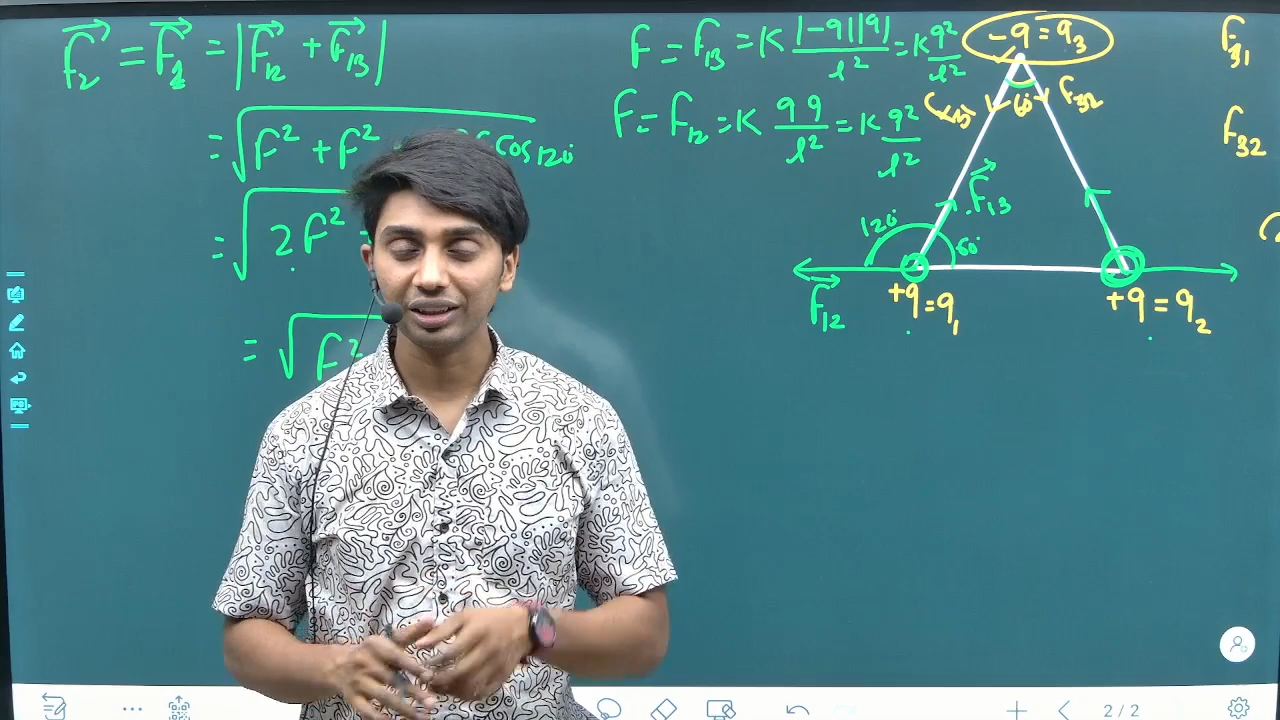 F₂ = F₁ = |F₁₂ + F₁₃|
= √F² + F² cos120°
= √2F²
= √F²
F = F₁₃ = K |-q||q| / l² = K q² / l²
F = F₁₂ = K q q / l² = K q² / l²
-q = q₃
F₃₂
60°
F₁₃
120°
60°
F₁₂
+q = q₁
+q = q₂
F₃₁
F₃₂
2/2